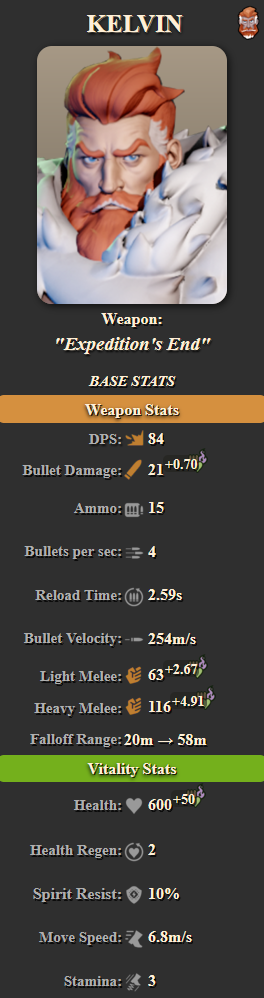 KELVIN
Weapon:
"Expedition's End"
BASE STATS
Weapon Stats
DPS: 84
Bullet Damage: 21+0.70
Ammo: 15
Bullets per sec: 4
Reload Time: 2.59s
Bullet Velocity: 254m/s
Light Melee: 63+2.67
Heavy Melee: 116+4.91
Falloff Range: 20m → 58m
Vitality Stats
Health: 600+50
Health Regen: 2
Spirit Resist: 10%
Move Speed: 6.8m/s
Stamina: 3